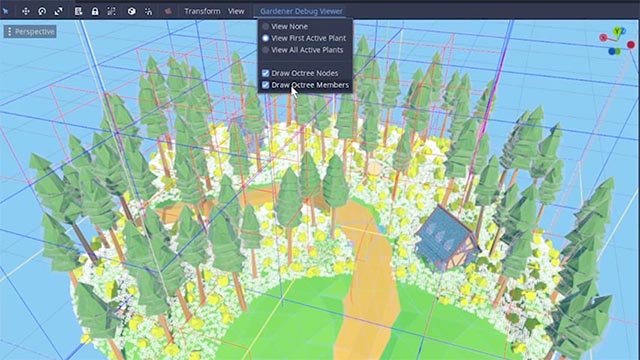 Transform View Gardener Debug Viewer
Perspective
View None
View First Active Plant
View All Active Plants
Draw Octree Nodes
Draw Octree Members
Y